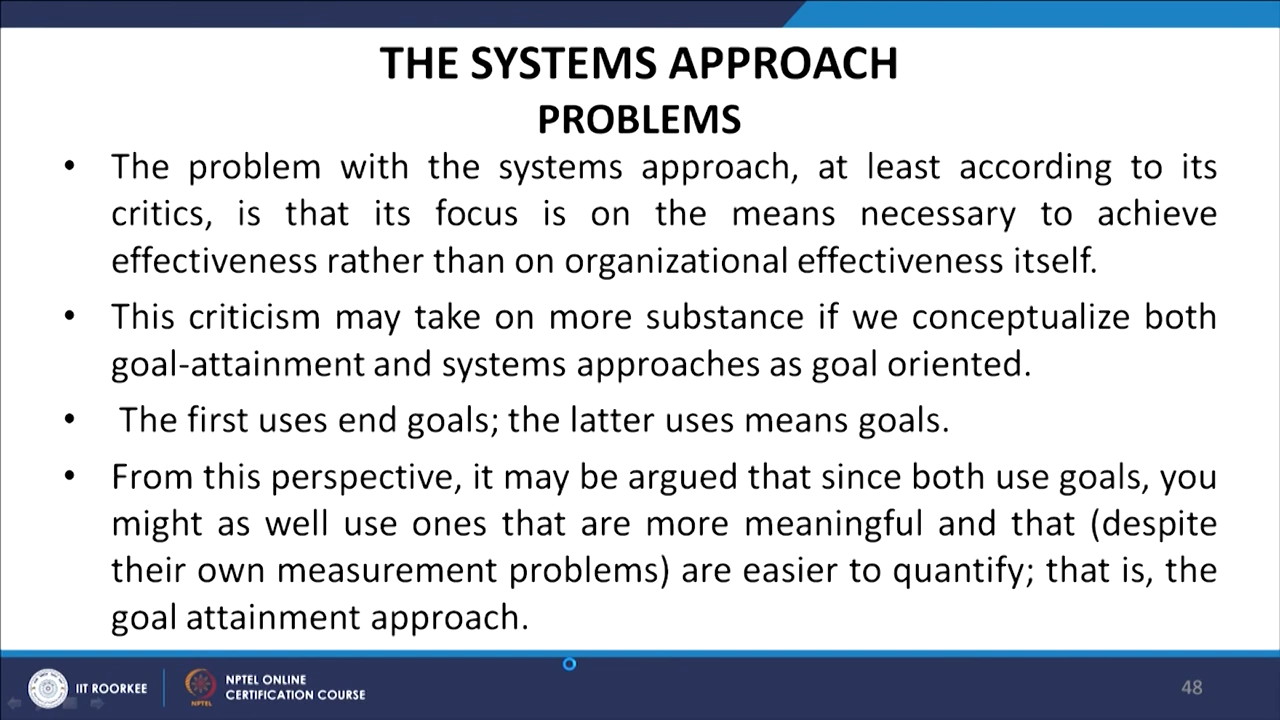 THE SYSTEMS APPROACH
PROBLEMS
• The problem with the systems approach, at least according to its
critics, is that its focus is on the means necessary to achieve
effectiveness rather than on organizational effectiveness itself.
• This criticism may take on more substance if we conceptualize both
goal-attainment and systems approaches as goal oriented.
• The first uses end goals; the latter uses means goals.
• From this perspective, it may be argued that since both use goals, you
might as well use ones that are more meaningful and that (despite
their own measurement problems) are easier to quantify; that is, the
goal attainment approach.
IIT ROORKEE
NPTEL
NPTEL ONLINE
CERTIFICATION COURSE
48